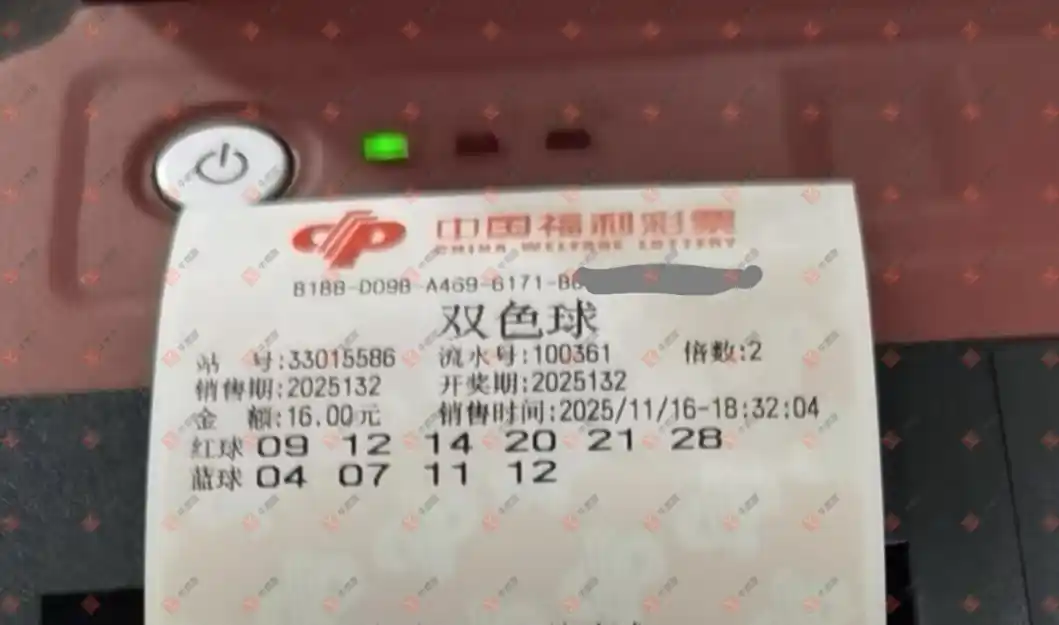 中国福利彩票
CHINA WELFARE LOTTERY
B1BB-D09B-A469-6171-B6
双色球
站 号:33015586 流水号:100361 倍数:2
销售期:2025132 开奖期:2025132
金 额:16.00元 销售时间:2025/11/16-18:32:04
红球 09 12 14 20 21 28
蓝球 04 07 11 12